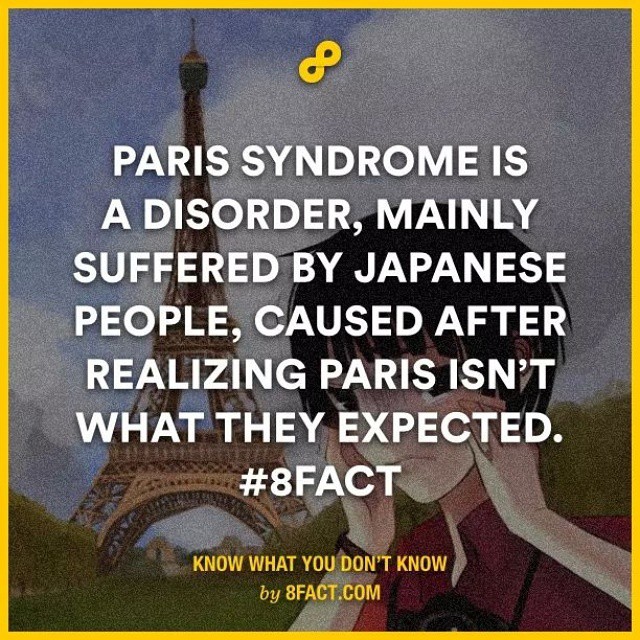 PARIS SYNDROME IS
A DISORDER, MAINLY
SUFFERED BY JAPANESE
PEOPLE, CAUSED AFTER
REALIZING PARIS ISN'T
WHAT THEY EXPECTED.
#8FACT
KNOW WHAT YOU DON'T KNOW
by 8FACT.COM